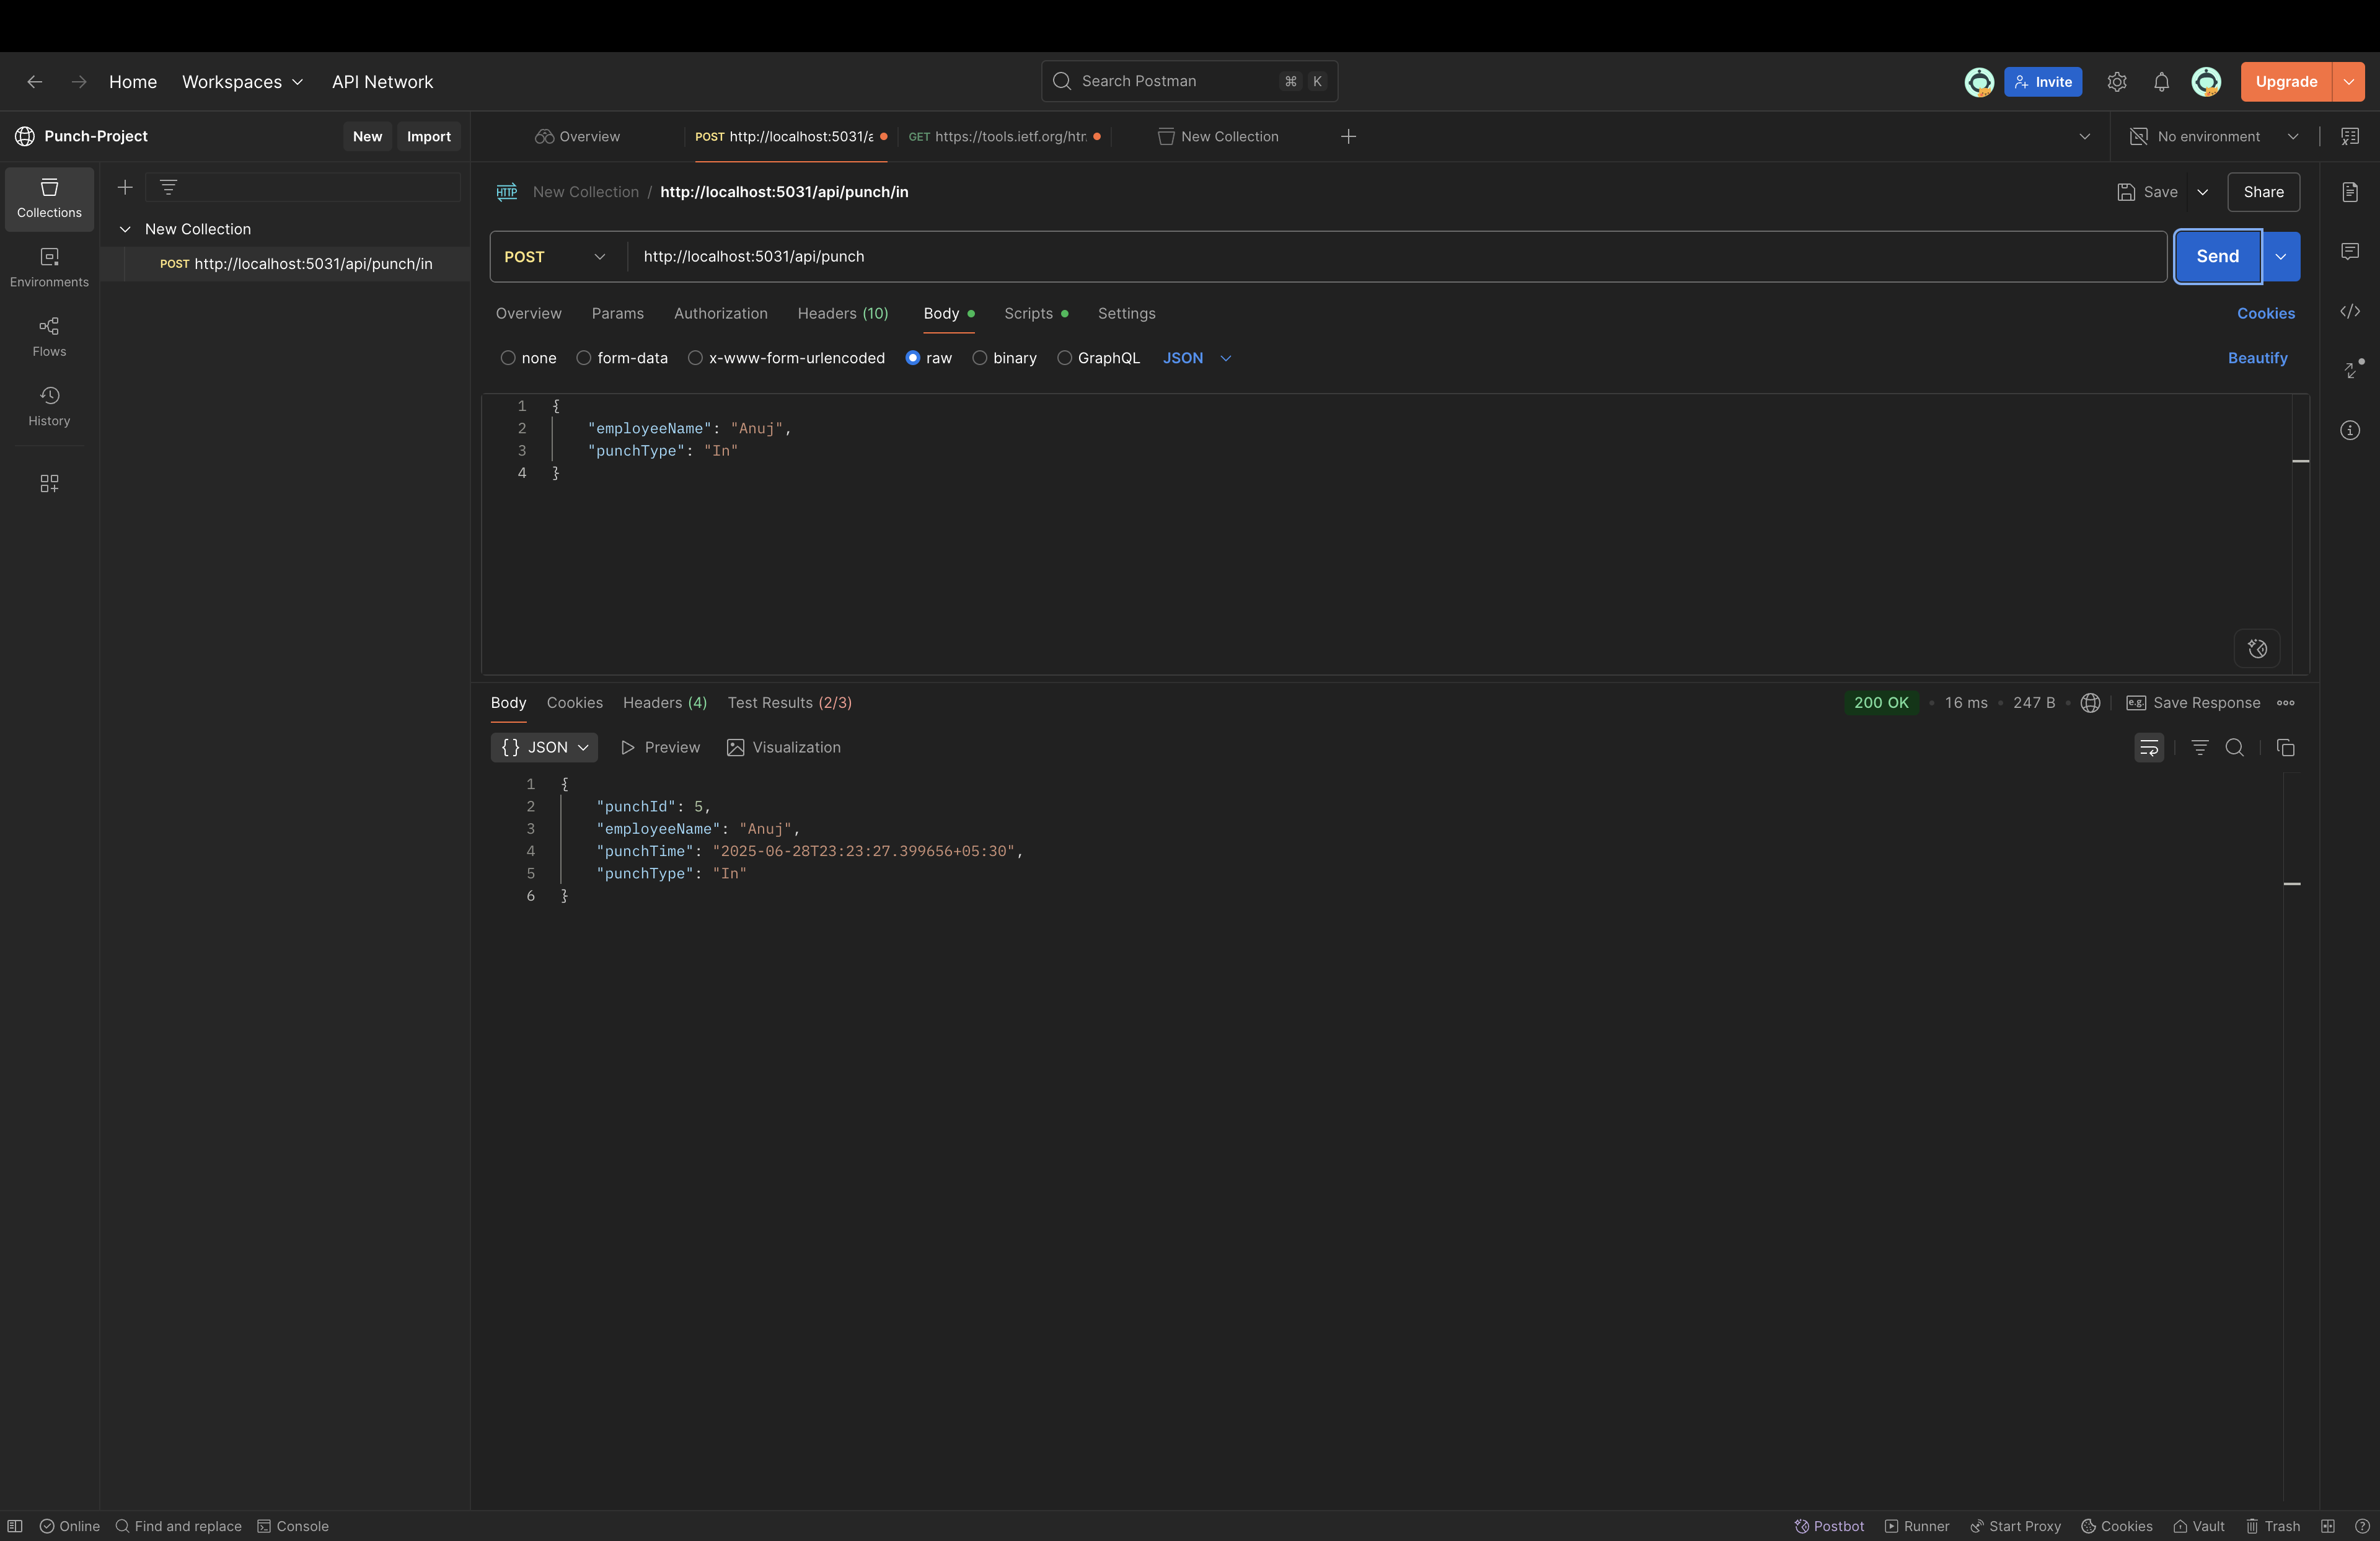 Home Workspaces API Network Search Postman ⌘ K Invite Upgrade
Punch-Project New Import Overview POST http://localhost:5031/a GET https://tools.ietf.org/htr. New Collection No environment
Collections
Environments
Flows
History
New Collection
POST http://localhost:5031/api/punch/in
HTTP New Collection / http://localhost:5031/api/punch/in Save Share
POST http://localhost:5031/api/punch Send
Overview Params Authorization Headers (10) Body Scripts Settings Cookies
none form-data x-www-form-urlencoded raw binary GraphQL JSON Beautify
1 {
2 "employeeName": "Anuj",
3 "punchType": "In"
4 }
Body Cookies Headers (4) Test Results (2/3) 200 OK • 16 ms • 247 B e.g. Save Response
{} JSON Preview Visualization
1 {
2 "punchId": 5,
3 "employeeName": "Anuj",
4 "punchTime": "2025-06-28T23:23:27.399656+05:30",
5 "punchType": "In"
6 }
Online Find and replace Console Postbot Runner Start Proxy Cookies Vault Trash